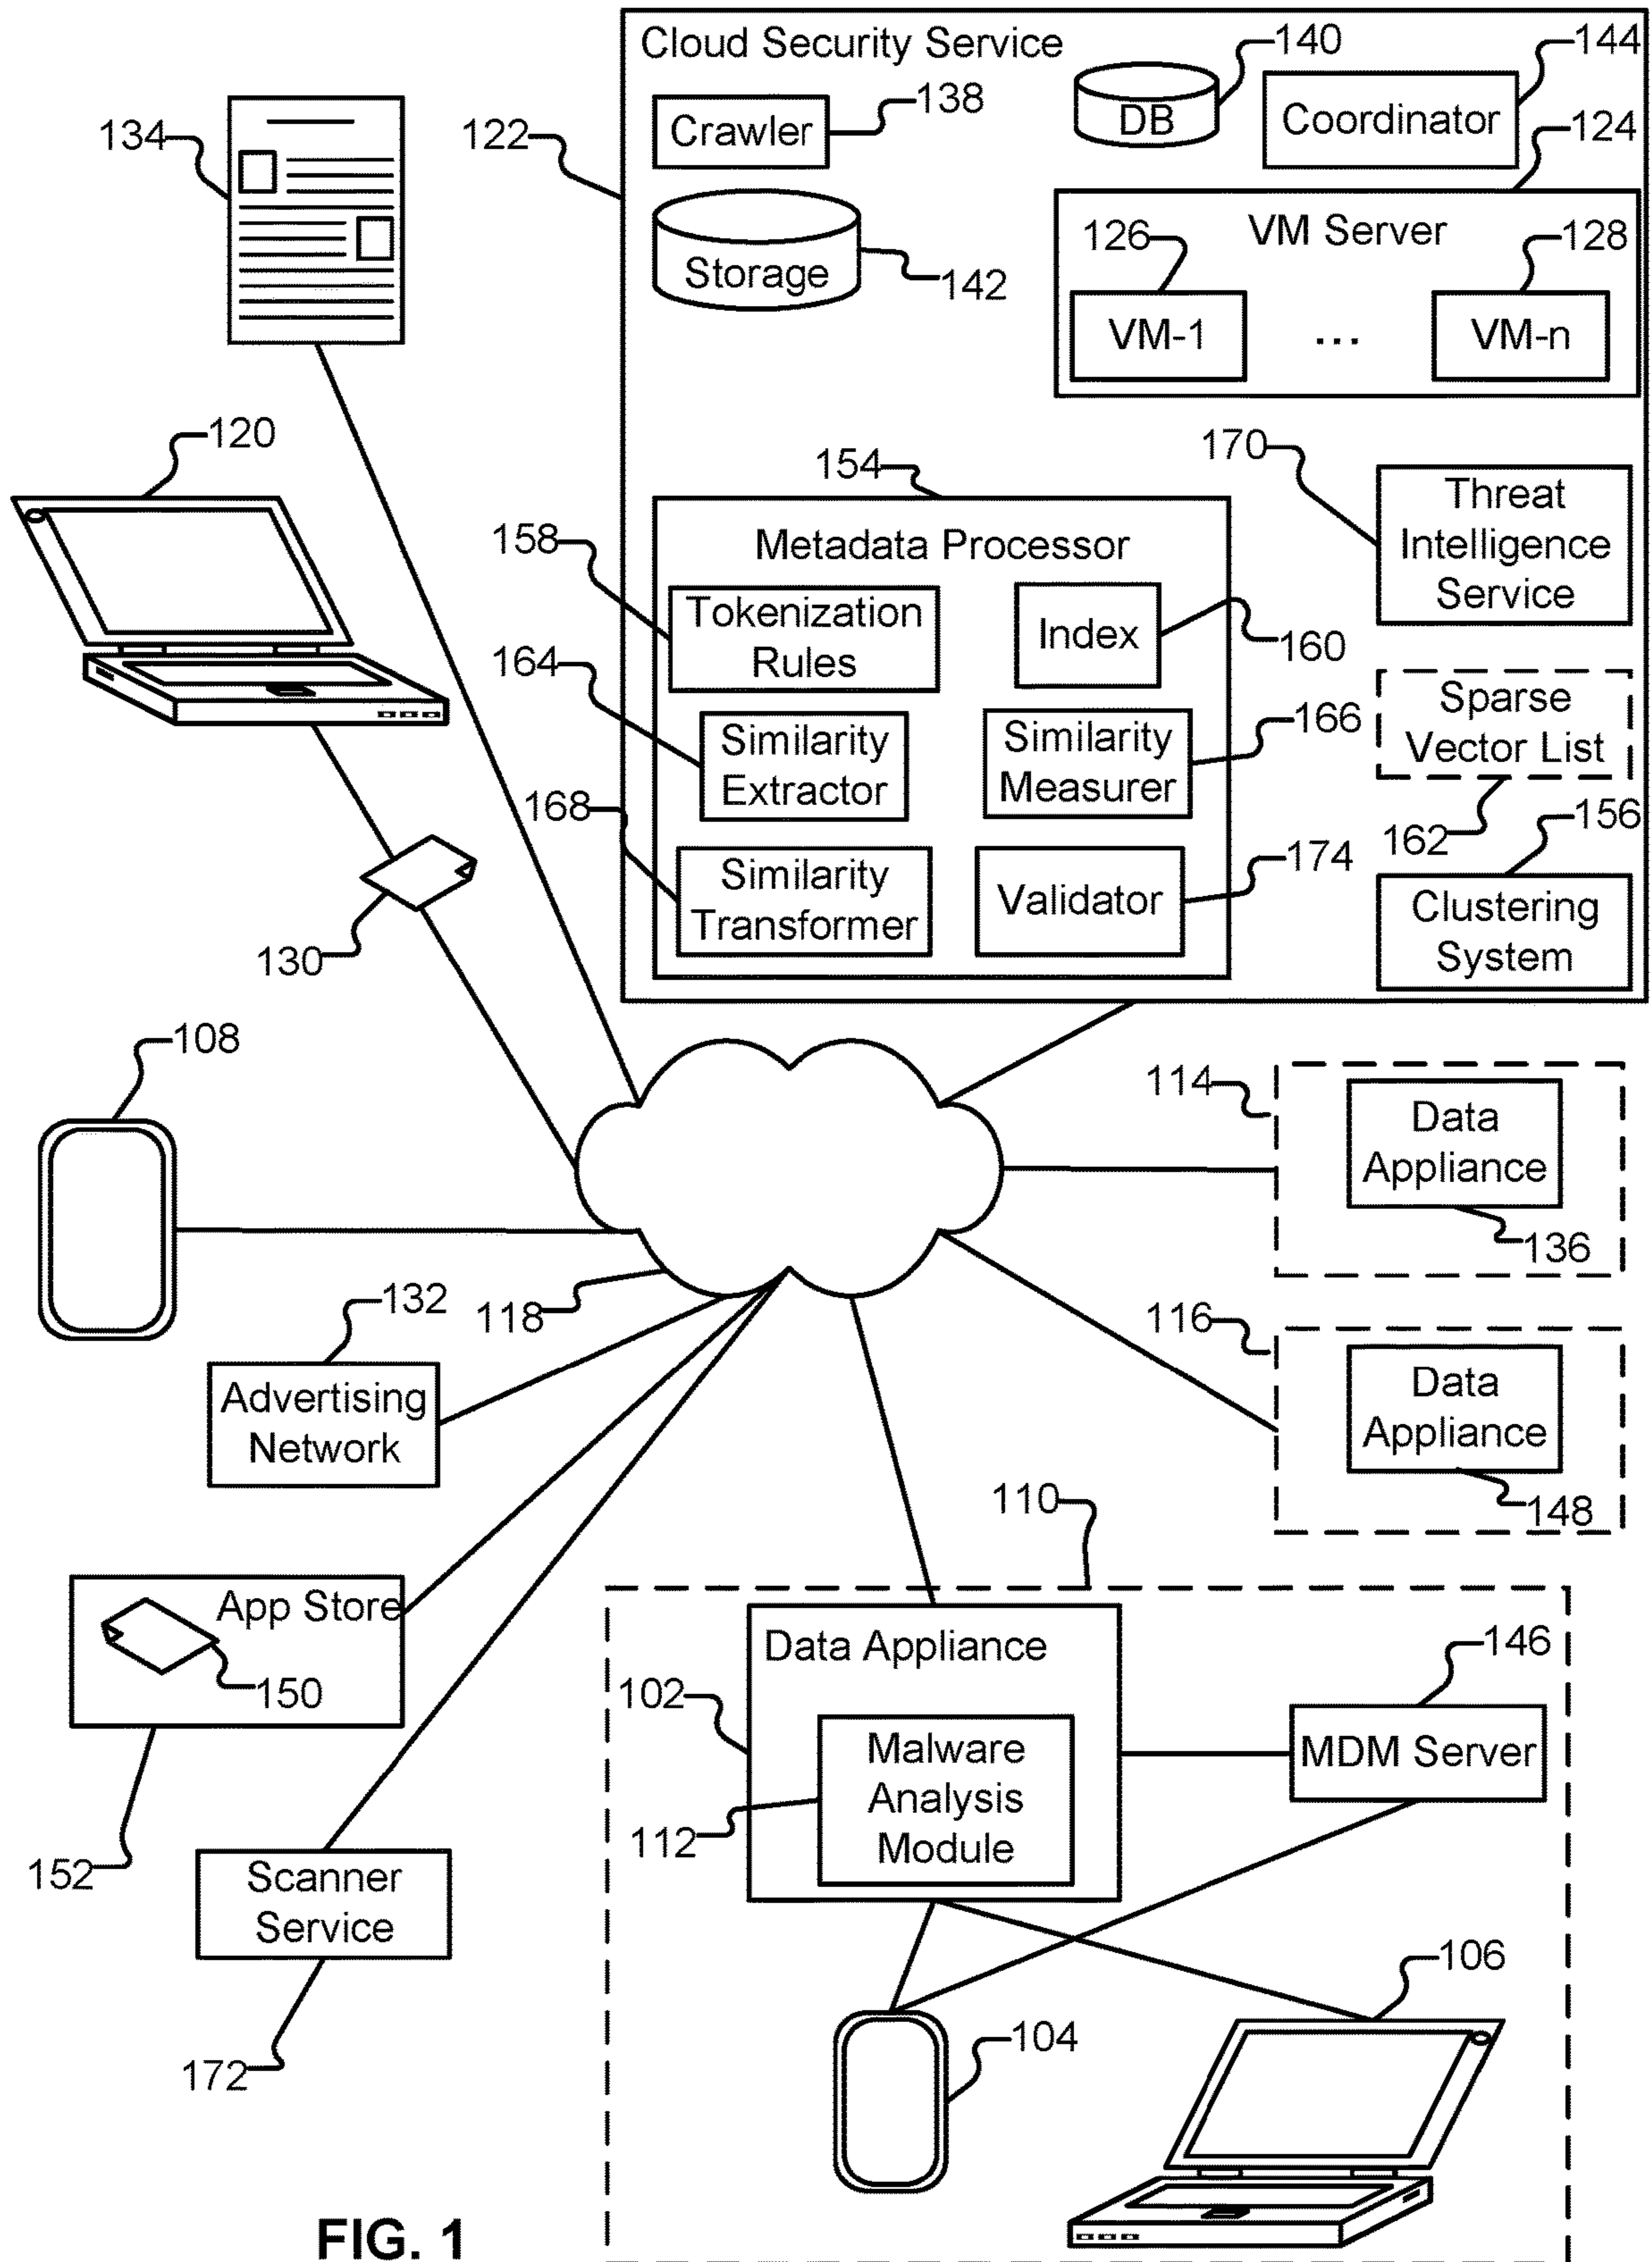 Cloud Security Service
140
144
138
DB
Coordinator
Crawler
134
122
124
VM Server
126
128
Storage
142
VM-1
...
VM-n
120
170
154
Threat
Intelligence
Service
158
Metadata Processor
Tokenization
Rules
Index
160
164
Similarity
Extractor
Similarity
Measurer
166
Sparse
Vector List
168
162
156
Similarity
Transformer
Validator
174
Clustering
System
130
108
114
Data
Appliance
136
118
132
116
Advertising
Network
Data
Appliance
148
110
App Store
150
152
Data Appliance
146
102
MDM Server
Malware
Analysis
Module
112
Scanner
Service
172
106
104
FIG. 1